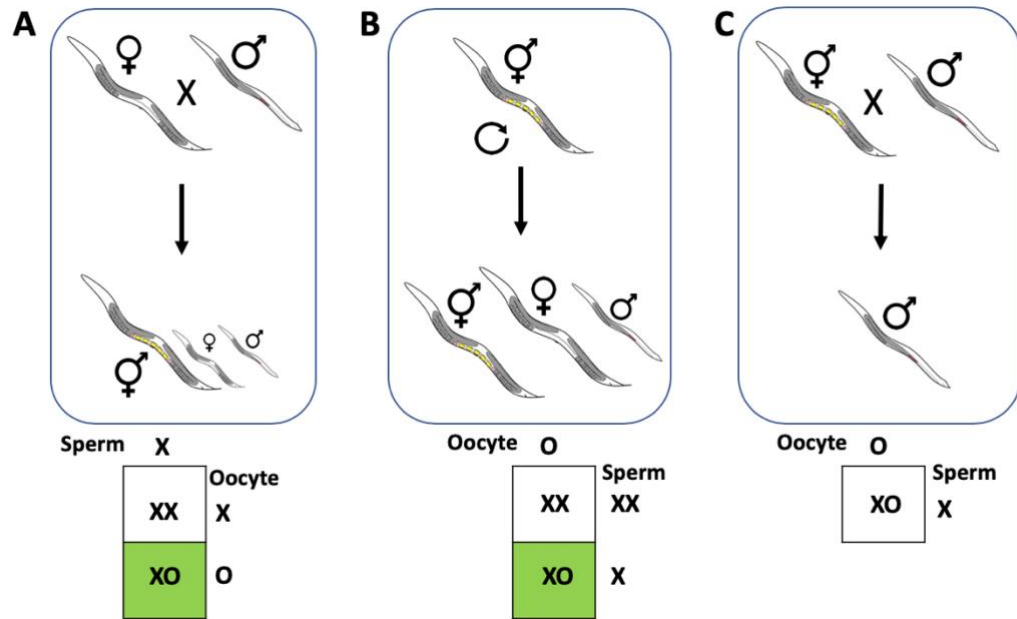 A
B
C
X
X
Sperm X
Oocyte
XX X
XO O
Oocyte O
Sperm
XX XX
XO X
Oocyte O
Sperm
XO X